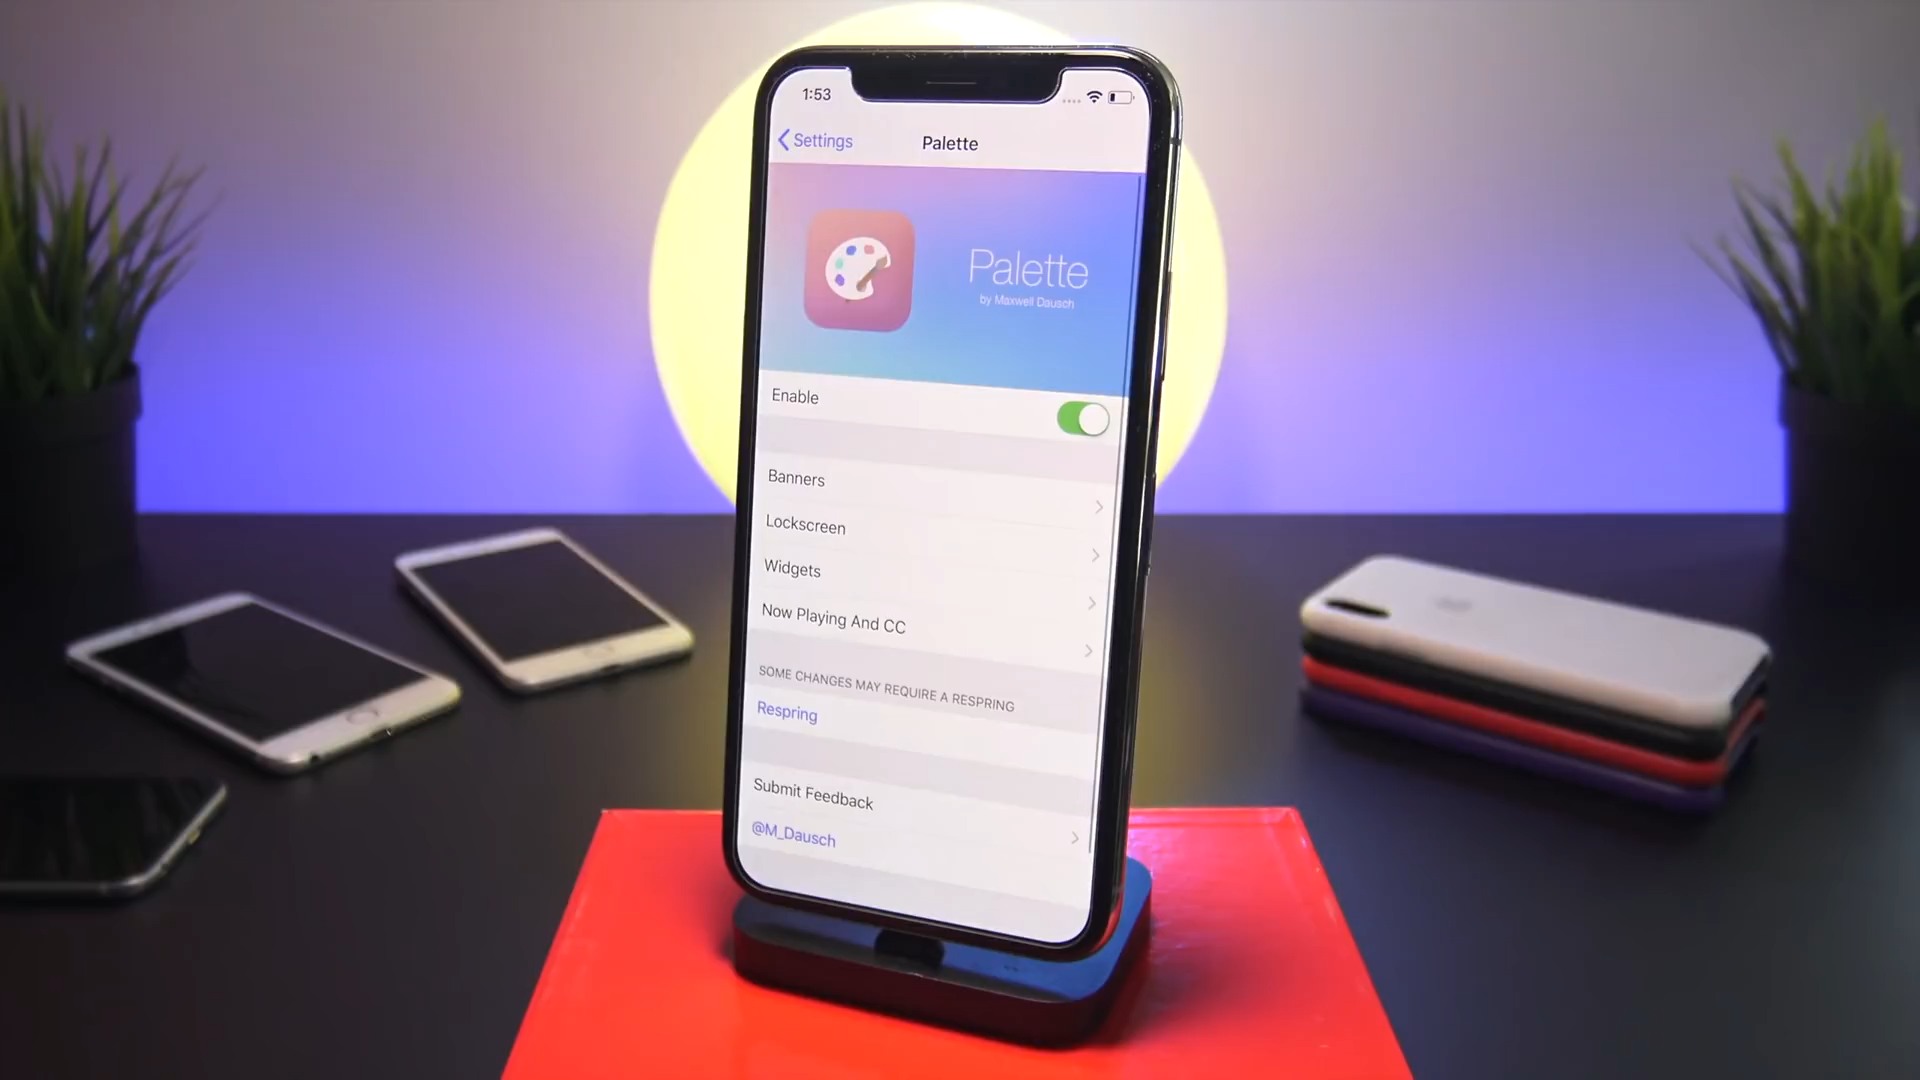 1:53
Settings
Palette
Palette
by Maxwell Dausch
Enable
Banners
Lockscreen
Widgets
Now Playing And CC
SOME CHANGES MAY REQUIRE A RESPRING
Respring
Submit Feedback
@M_Dausch